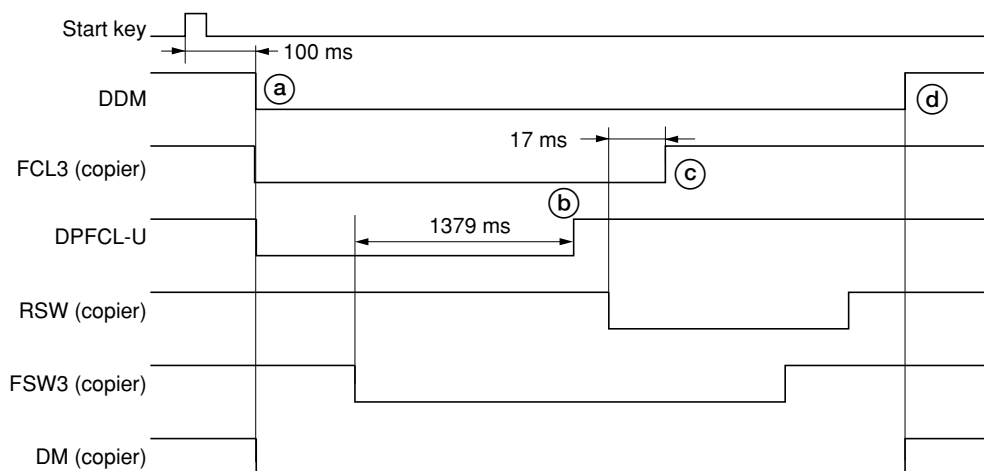 Start key
100 ms
DDM
a
d
17 ms
FCL3 (copier)
c
b
DPFCL-U
1379 ms
RSW (copier)
FSW3 (copier)
DM (copier)